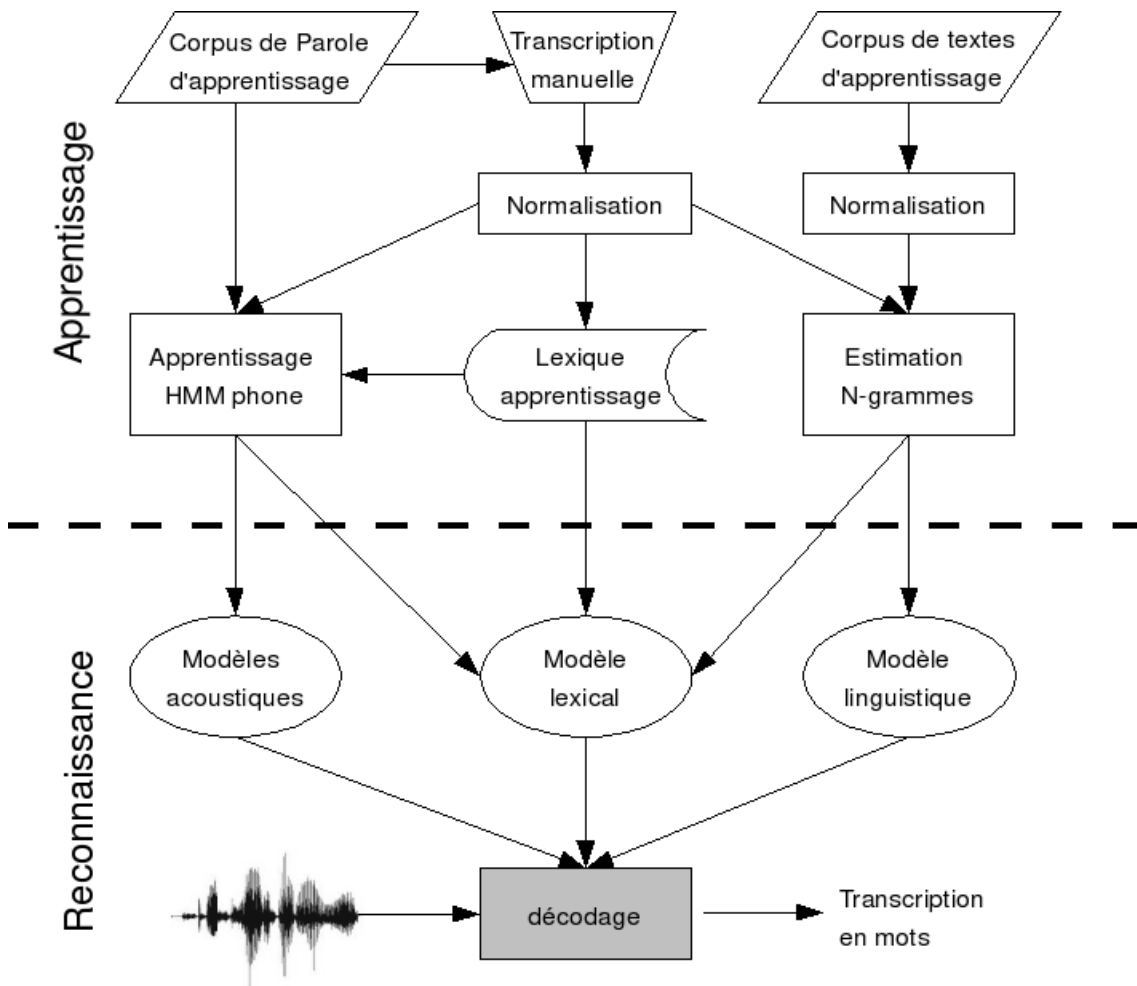 Corpus de Parole
d'apprentissage
Transcription
manuelle
Corpus de textes
d'apprentissage
Apprentissage
Normalisation
Normalisation
Apprentissage
HMM phone
Lexique
apprentissage
Estimation
N-grammes
Reconnaissance
Modèles
acoustiques
Modèle
lexical
Modèle
linguistique
décodage
Transcription
en mots